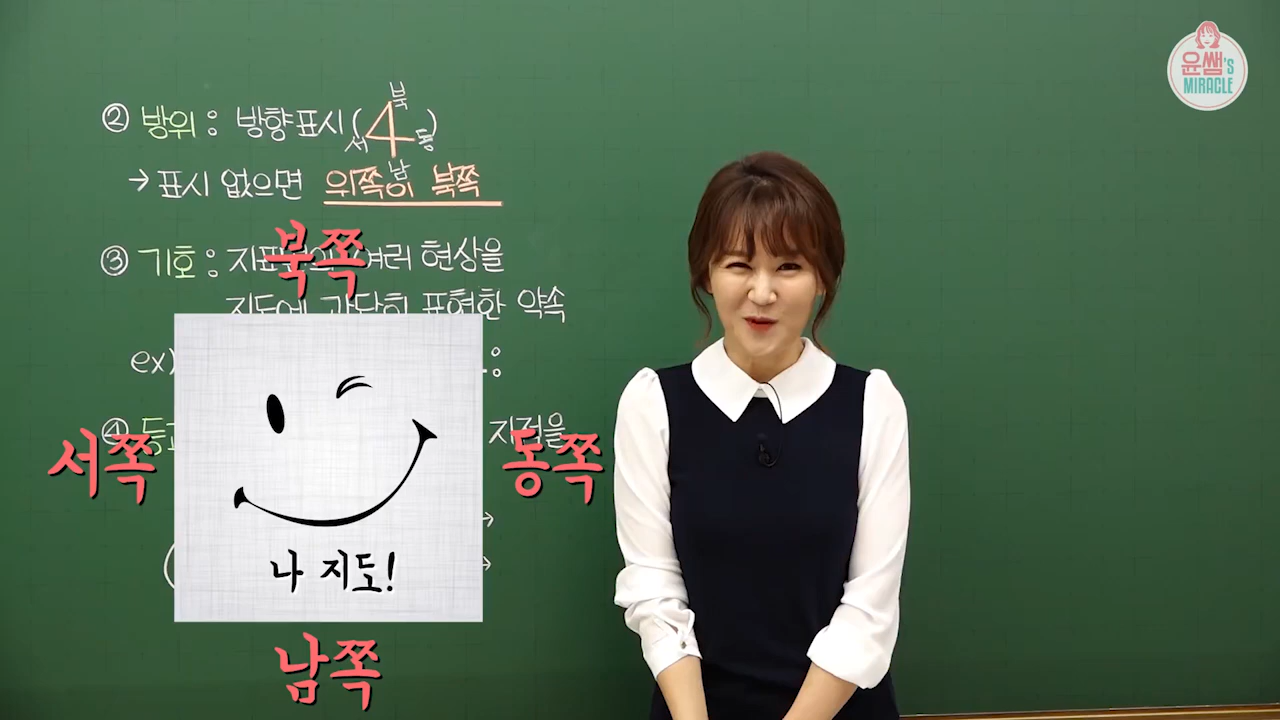 ② 방위 : 방향표시(서 4 북 동 남)
→ 표시 없으면 위쪽이 북쪽
③ 기호 : 여러 현상을
지도에 간단히 표현한 약속
ex)
④ 지점을
북쪽
서쪽
동쪽
나 지도!
남쪽
윤쌤's
MIRACLE